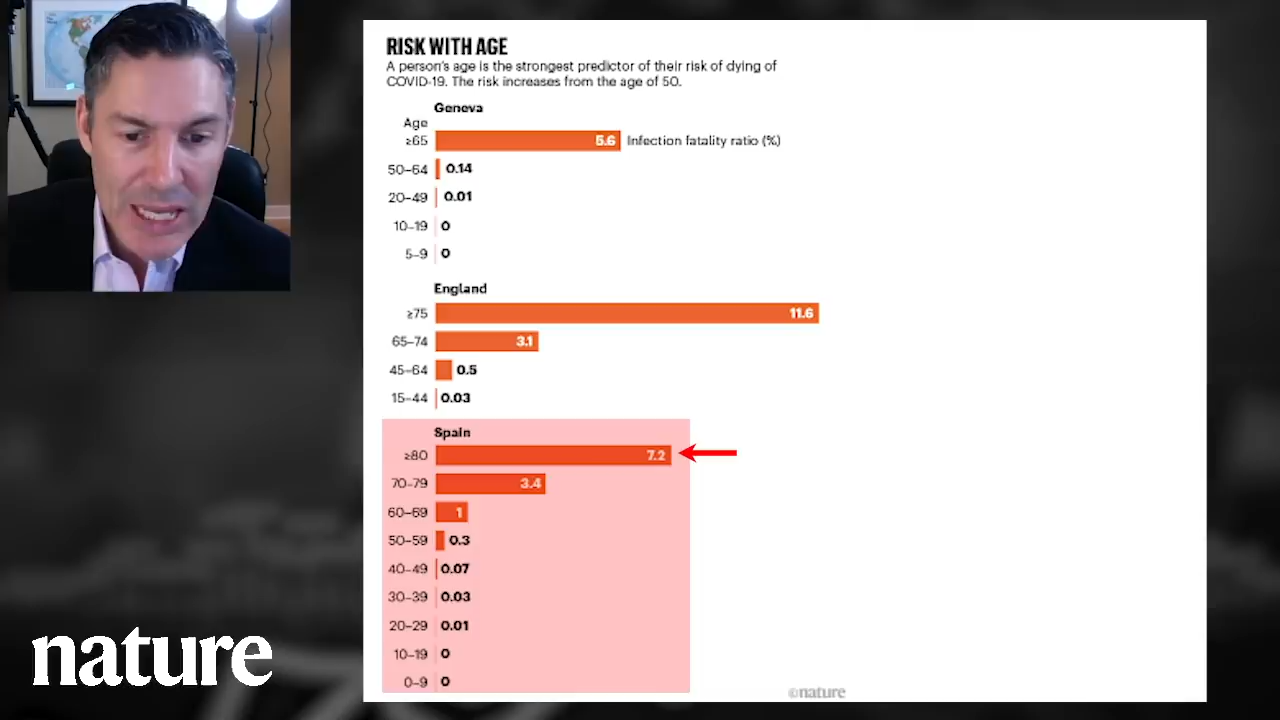 RISK WITH AGE
A person's age is the strongest predictor of their risk of dying of
COVID-19. The risk increases from the age of 50.
Geneva
Age
≥65 5.6 Infection fatality ratio (%)
50–64 0.14
20–49 0.01
10–19 0
5–9 0
England
≥75 11.6
65–74 3.1
45–64 0.5
15–44 0.03
Spain
≥80 7.2
70–79 3.4
60–69 1
50–59 0.3
40–49 0.07
30–39 0.03
20–29 0.01
10–19 0
0–9 0
©nature
nature